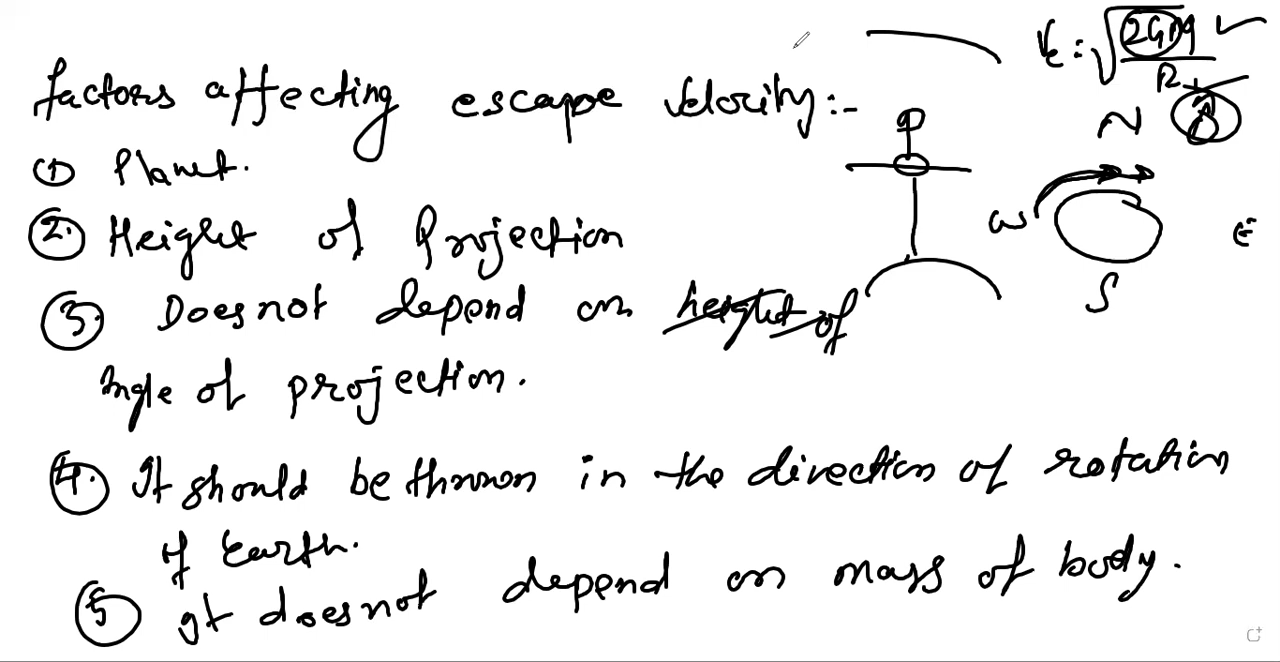 Ve = √2GM / R+h
factors affecting escape velocity:-
① Planet.
②. Height of Projection
③. Does not depend on height of
Angle of projection.
④. It should be thrown in the direction of rotation
of Earth.
⑤ It does not depend on mass of body.
P
N
W
E
S